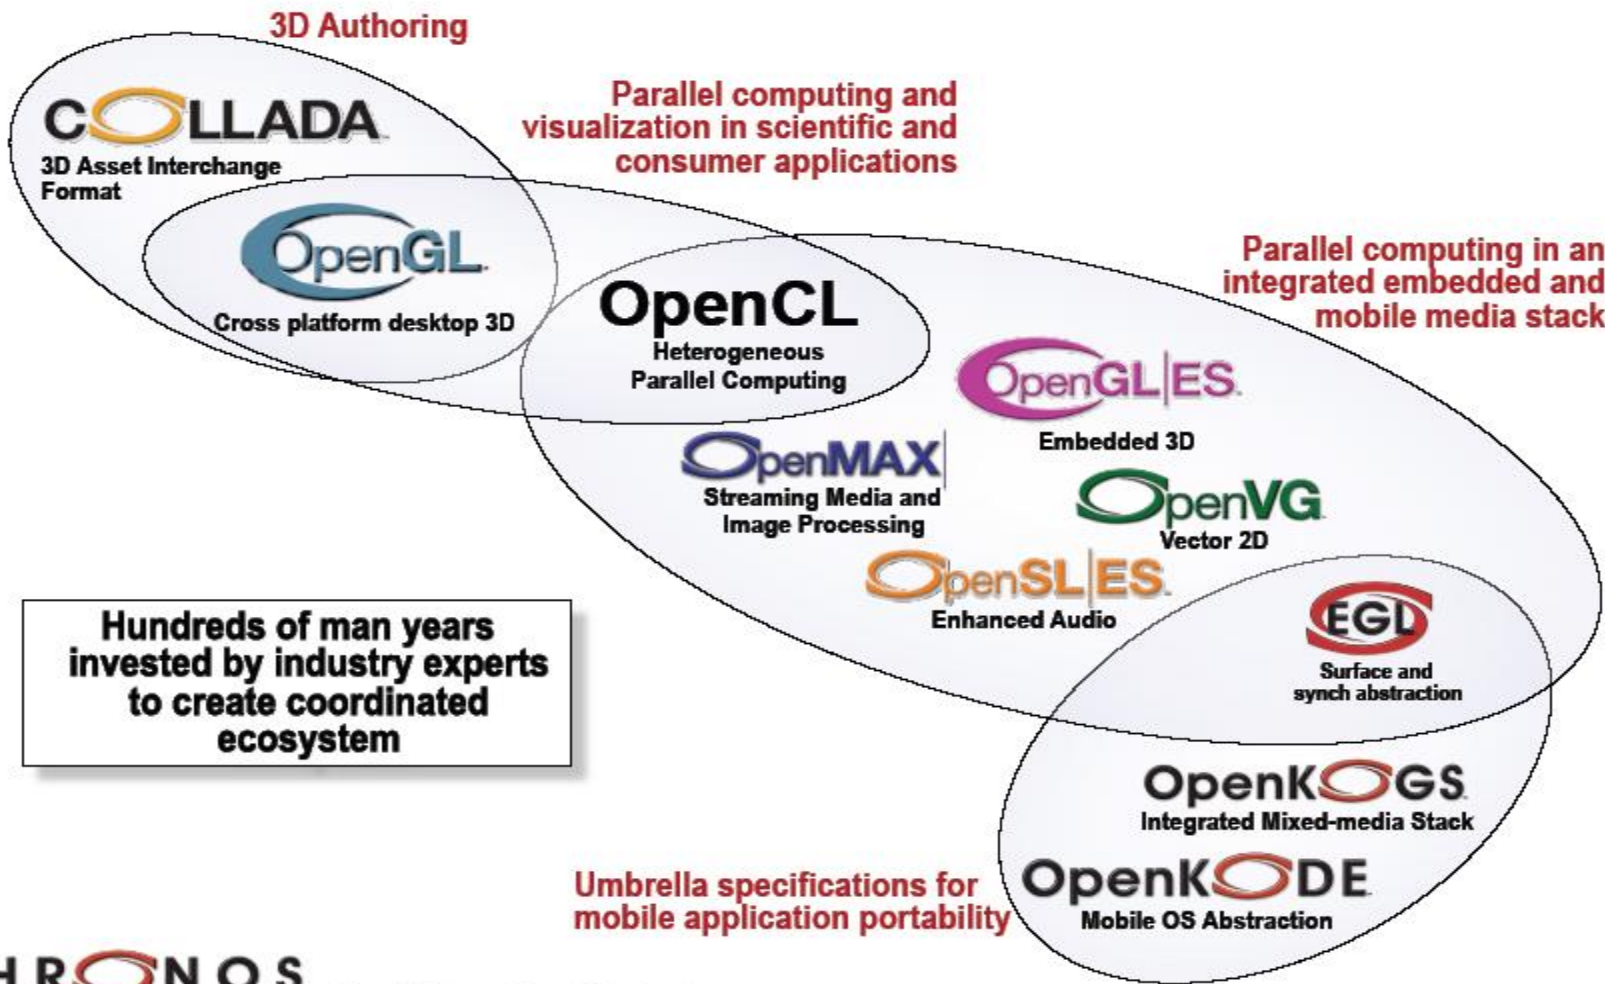 3D Authoring
COLLADA
3D Asset Interchange
Format
Parallel computing and
visualization in scientific and
consumer applications
OpenGL
Cross platform desktop 3D
OpenCL
Heterogeneous
Parallel Computing
Parallel computing in an
integrated embedded and
mobile media stack
OpenGL|ES
Embedded 3D
OpenMAX
Streaming Media and
Image Processing
OpenVG
Vector 2D
OpenSL|ES
Enhanced Audio
EGL
Surface and
synch abstraction
Hundreds of man years
invested by industry experts
to create coordinated
ecosystem
OpenKOGS
Integrated Mixed-media Stack
OpenKODE
Mobile OS Abstraction
Umbrella specifications for
mobile application portability
HRONOS